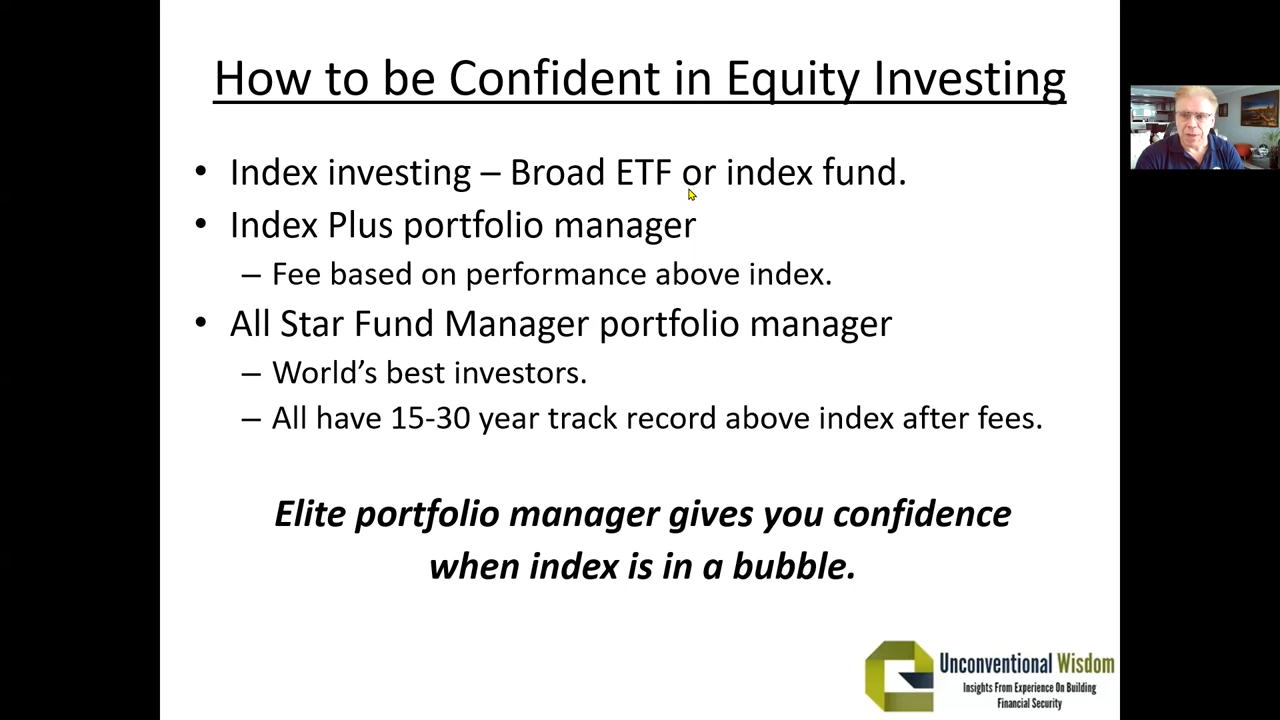 How to be Confident in Equity Investing
• Index investing – Broad ETF or index fund.
• Index Plus portfolio manager
– Fee based on performance above index.
• All Star Fund Manager portfolio manager
– World's best investors.
– All have 15-30 year track record above index after fees.
Elite portfolio manager gives you confidence
when index is in a bubble.
Unconventional Wisdom
Insights From Experience On Building
Financial Security